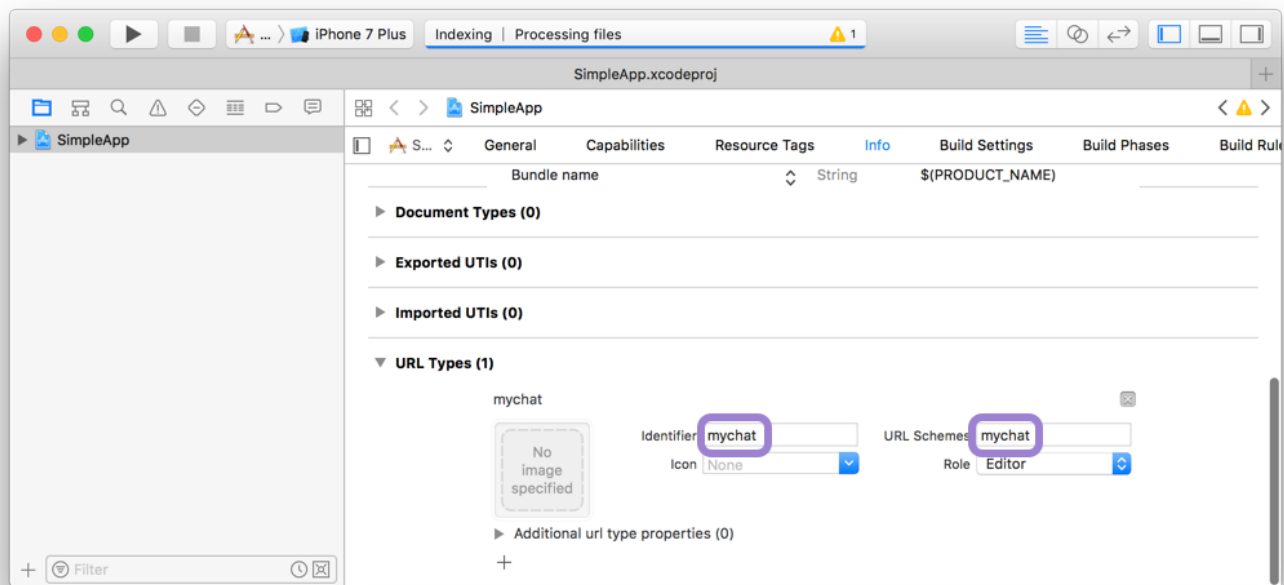 ... iPhone 7 Plus Indexing | Processing files 1
SimpleApp.xcodeproj
SimpleApp
SimpleApp
S... General Capabilities Resource Tags Info Build Settings Build Phases Build Rul
Bundle name String $(PRODUCT_NAME)
Document Types (0)
Exported UTIs (0)
Imported UTIs (0)
URL Types (1)
mychat
Identifier mychat URL Schemes mychat
No
image
specified
Icon None Role Editor
Additional url type properties (0)
Filter